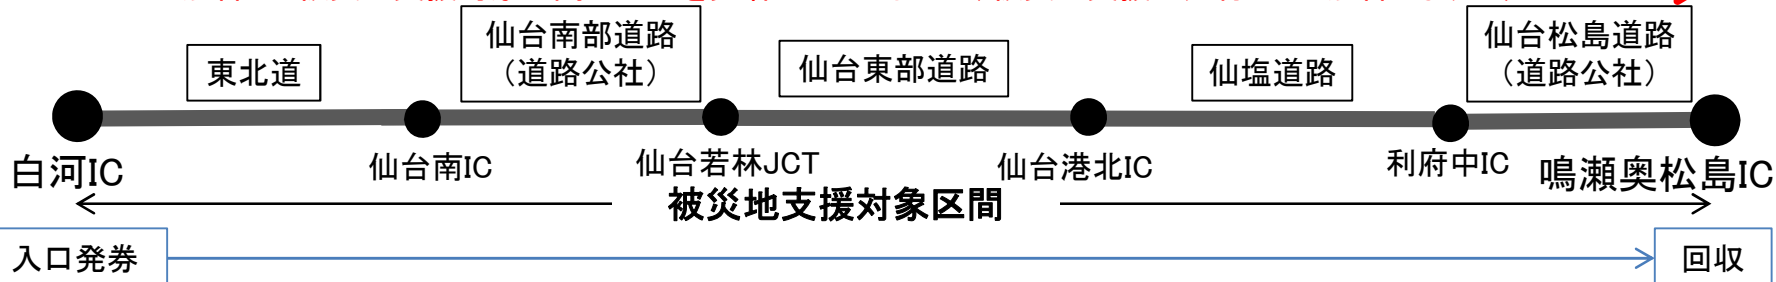 仙台南部道路
（道路公社）
仙台松島道路
（道路公社）
東北道
仙台東部道路
仙塩道路
白河IC
仙台南IC
仙台若林JCT
仙台港北IC
利府中IC
鳴瀬奥松島IC
被災地支援対象区間
入口発券
回収